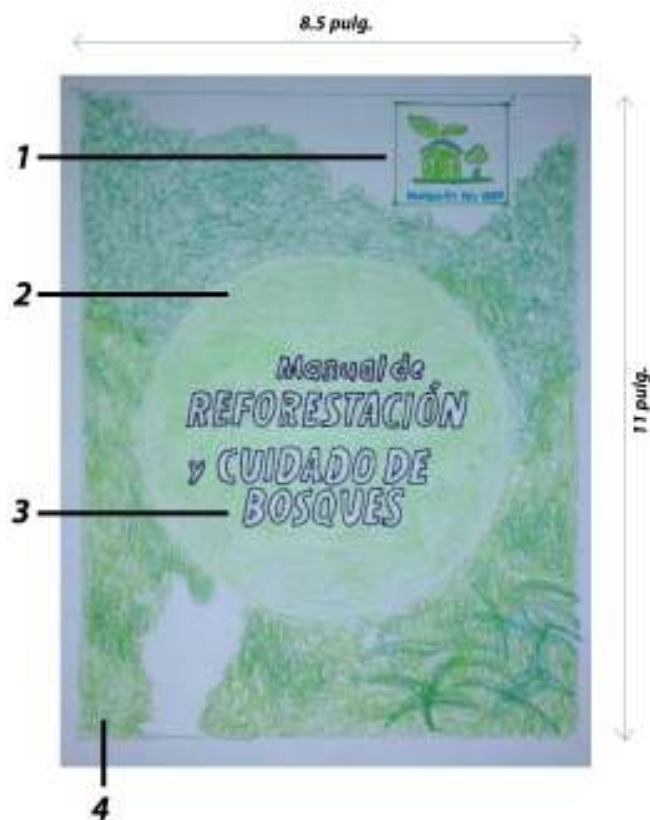 8.5 pulg.
1
2
Manual de
REFORESTACIÓN
y CUIDADO DE
BOSQUES
11 pulg.
3
4